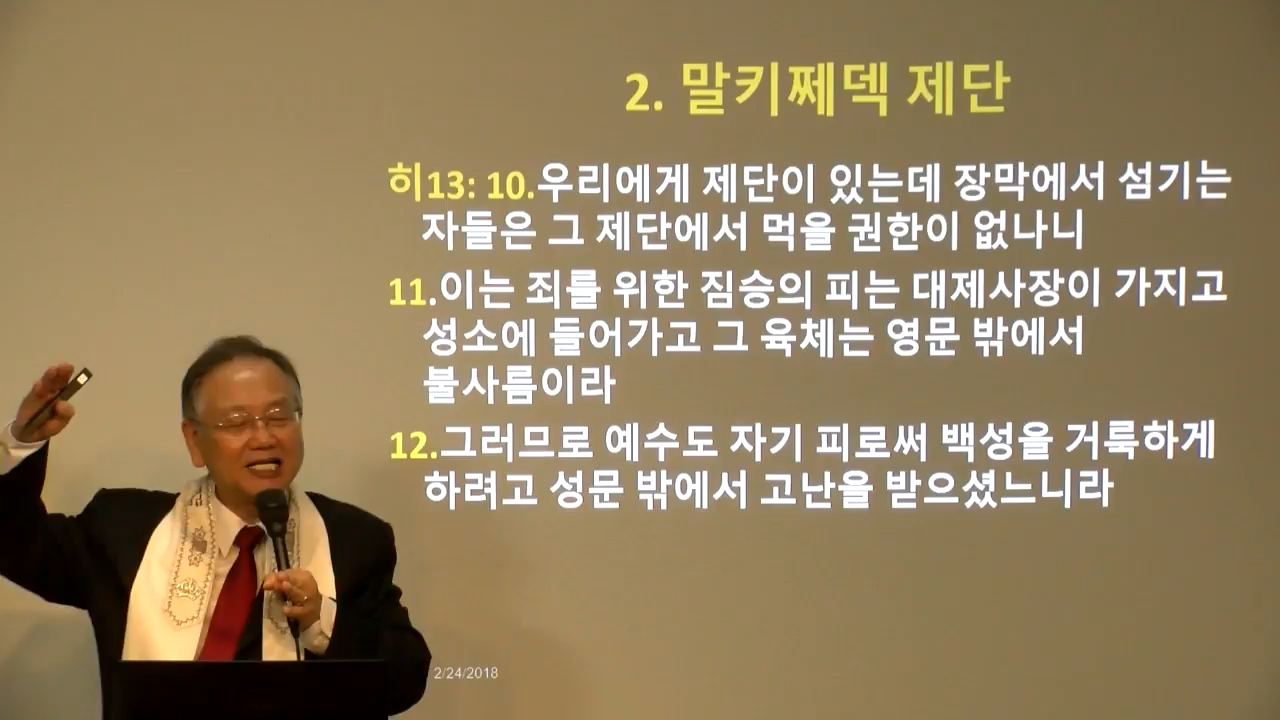 2. 말키쩨덱 제단
히13: 10.우리에게 제단이 있는데 장막에서 섬기는
자들은 그 제단에서 먹을 권한이 없나니
11.이는 죄를 위한 짐승의 피는 대제사장이 가지고
성소에 들어가고 그 육체는 영문 밖에서
불사름이라
12.그러므로 예수도 자기 피로써 백성을 거룩하게
하려고 성문 밖에서 고난을 받으셨느니라
2/24/2018